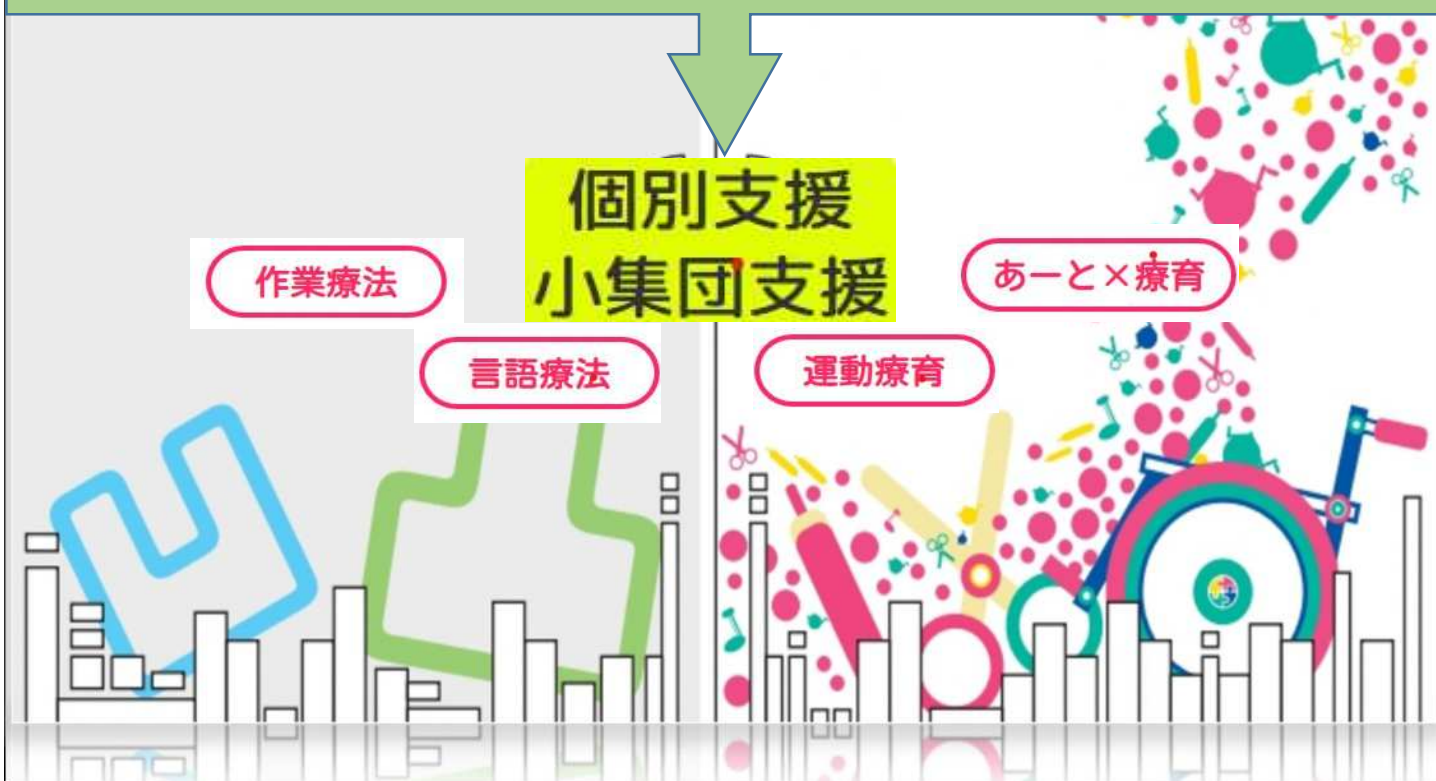 個別支援
小集団支援
作業療法
あーと×療育
言語療法
運動療育